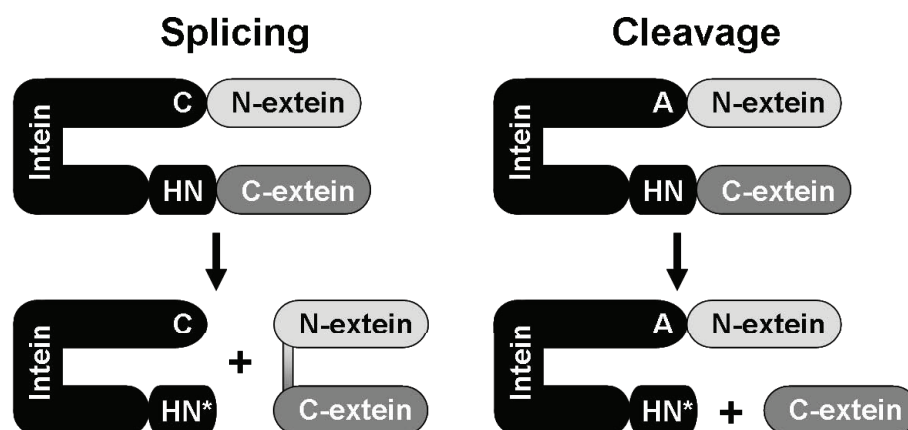 Splicing
Cleavage
Intein
C
N-extein
HN
C-extein
Intein
A
N-extein
HN
C-extein
Intein
C
N-extein
+
HN*
C-extein
Intein
A
N-extein
HN*
+
C-extein